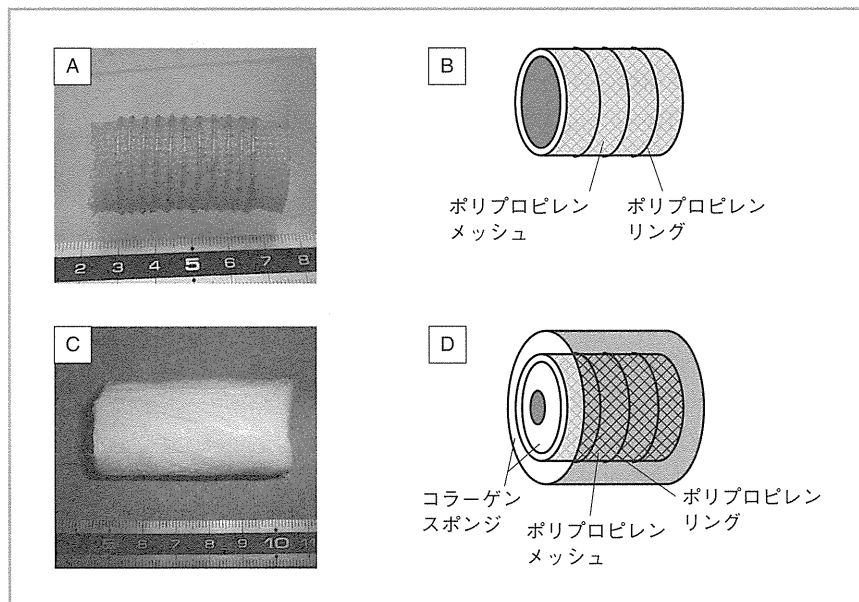 A
2 3 4 5 6 7 8
B
ポリプロピレン
メッシュ
ポリプロピレン
リング
C
5 6 7 8 9 10 11
D
コラーゲン
スポンジ
ポリプロピレン
メッシュ
ポリプロピレン
リング